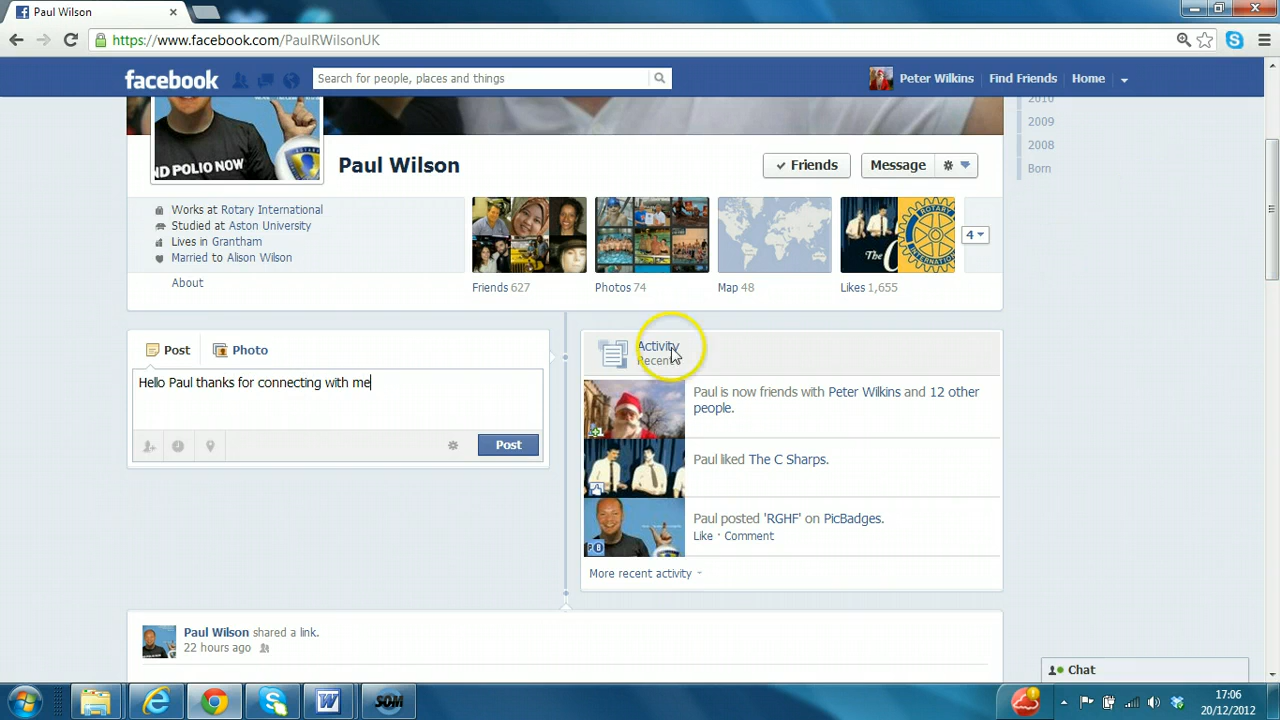 Paul Wilson
https://www.facebook.com/PaulRWilsonUK
facebook
Search for people, places and things
Peter Wilkins
Find Friends
Home
2010
2009
2008
Born
ND POLIO NOW
Paul Wilson
Friends
Message
Works at Rotary International
Studied at Aston University
Lives in Grantham
Married to Alison Wilson
About
ROTARY
INTERNATIONAL
The C
4
Friends 627
Photos 74
Map 48
Likes 1,655
Post
Photo
Hello Paul thanks for connecting with me
Post
Activity
Recent
Paul is now friends with Peter Wilkins and 12 other
people.
Paul liked The C Sharps.
Paul posted 'RGHF' on PicBadges.
Like · Comment
More recent activity
Paul Wilson shared a link.
22 hours ago
Chat
SOM
17:06
20/12/2012